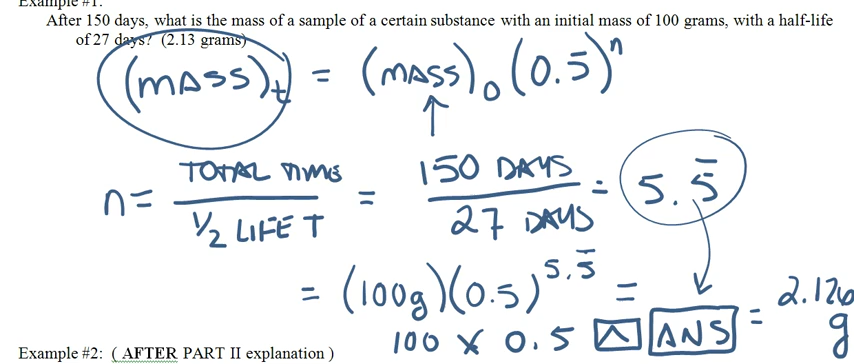 Example #1:
After 150 days, what is the mass of a sample of a certain substance with an initial mass of 100 grams, with a half-life
of 27 days? (2.13 grams)
(MASS)t = (MASS)0 (0.5)^n
n = TOTAL TIME / 1/2 LIFE T = 150 DAYS / 27 DAYS = 5.5̅
= (100g)(0.5)^5.5̅ = 2.126 g
100 × 0.5 ^ ANS
Example #2: ( AFTER PART II explanation )